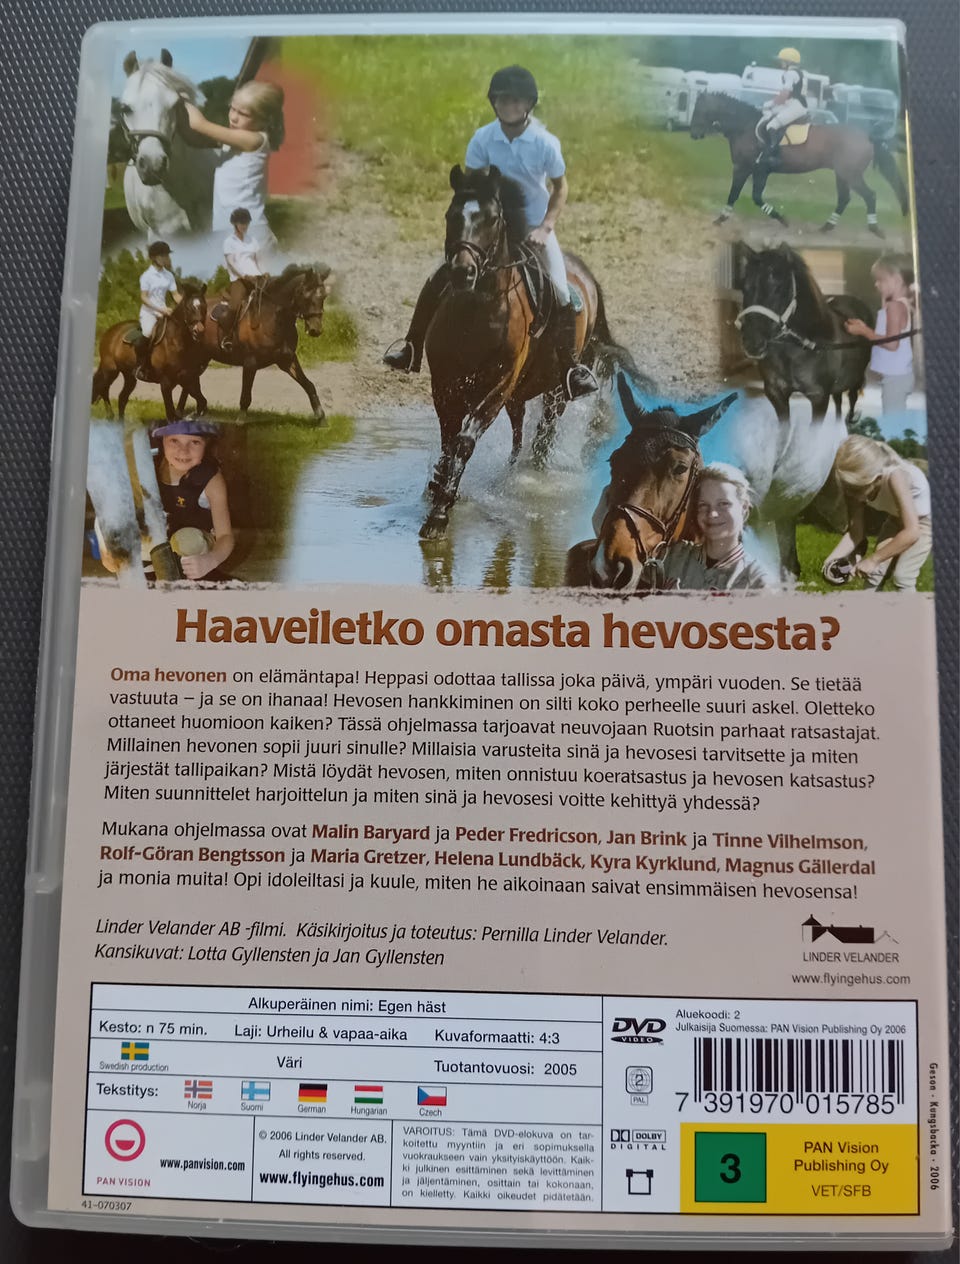 Haaveiletko omasta hevosesta?
Oma hevonen on elämäntapa! Heppasi odottaa tallissa joka päivä, ympäri vuoden. Se tietää
vastuuta – ja se on ihanaa! Hevosen hankkiminen on silti koko perheelle suuri askel. Oletteko
ottaneet huomioon kaiken? Tässä ohjelmassa tarjoavat neuvojaan Ruotsin parhaat ratsastajat.
Millainen hevonen sopii juuri sinulle? Millaisia varusteita sinä ja hevosesi tarvitsette ja miten
järjestät tallipaikan? Mistä löydät hevosen, miten onnistuu koeratsastus ja hevosen katsastus?
Miten suunnittelet harjoittelun ja miten sinä ja hevosesi voitte kehittyä yhdessä?
Mukana ohjelmassa ovat Malin Baryard ja Peder Fredricson, Jan Brink ja Tinne Vilhelmson,
Rolf-Göran Bengtsson ja Maria Gretzer, Helena Lundbäck, Kyra Kyrklund, Magnus Gällerdal
ja monia muita! Opi idoleiltasi ja kuule, miten he aikoinaan saivat ensimmäisen hevosensa!
Linder Velander AB -filmi. Käsikirjoitus ja toteutus: Pernilla Linder Velander.
Kansikuvat: Lotta Gyllensten ja Jan Gyllensten
LINDER VELANDER
www.flyingehus.com
Alkuperäinen nimi: Egen häst
Kesto: n 75 min. Laji: Urheilu & vapaa-aika Kuvaformaatti: 4:3
Swedish production
Väri
Tuotantovuosi: 2005
Tekstitys:
Norja Suomi German Hungarian Czech
PAN VISION
www.panvision.com
© 2006 Linder Velander AB.
All rights reserved.
www.flyingehus.com
VAROITUS: Tämä DVD-elokuva on tar-
koitettu myyntiin ja eri sopimuksella
vuokraukseen vain yksityiskäyttöön. Kaik-
ki julkinen esittäminen sekä levittäminen
ja jäljentäminen, osittain tai kokonaan,
on kielletty. Kaikki oikeudet pidätetään.
DVD
VIDEO
2
PAL
DOLBY
DIGITAL
Aluekoodi: 2
Julkaisija Suomessa: PAN Vision Publishing Oy 2006
7 391970 015785
3
PAN Vision
Publishing Oy
VET/SFB
Geson • Kungsbacka • 2006
41-070307